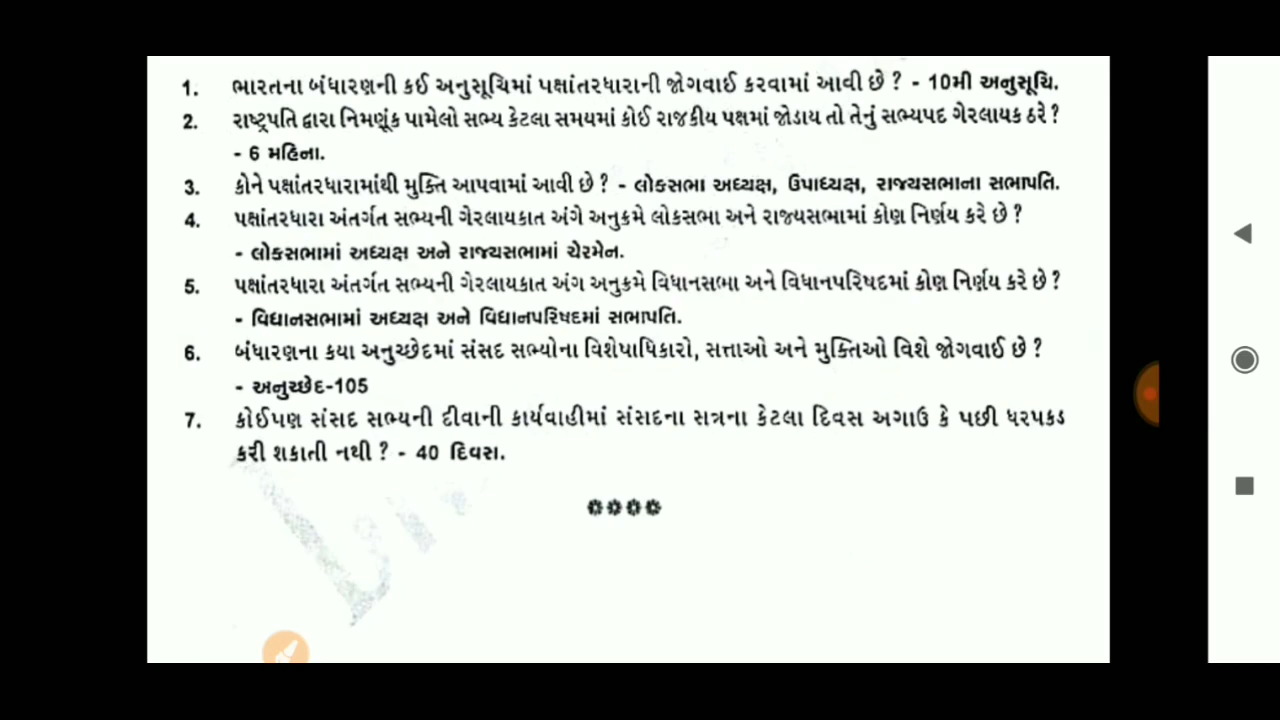 1. ભારતના બંધારણની કઈ અનુસૂચિમાં પક્ષાંતરધારાની જોગવાઈ કરવામાં આવી છે ? - 10મી અનુસૂચિ.
2. રાષ્ટ્રપતિ દ્વારા નિમણૂંક પામેલો સભ્ય કેટલા સમયમાં કોઈ રાજકીય પક્ષમાં જોડાય તો તેનું સભ્યપદ ગેરલાયક ઠરે ?
- 6 મહિના.
3. કોને પક્ષાંતરધારામાંથી મુક્તિ આપવામાં આવી છે ? - લોકસભા અધ્યક્ષ, ઉપાધ્યક્ષ, રાજ્યસભાના સભાપતિ.
4. પક્ષાંતરધારા અંતર્ગત સભ્યની ગેરલાયકાત અંગે અનુક્રમે લોકસભા અને રાજ્યસભામાં કોણ નિર્ણય કરે છે ?
- લોકસભામાં અધ્યક્ષ અને રાજ્યસભામાં ચેરમેન.
5. પક્ષાંતરધારા અંતર્ગત સભ્યની ગેરલાયકાત અંગ અનુક્રમે વિધાનસભા અને વિધાનપરિષદમાં કોણ નિર્ણય કરે છે ?
- વિધાનસભામાં અધ્યક્ષ અને વિધાનપરિષદમાં સભાપતિ.
6. બંધારણના કયા અનુચ્છેદમાં સંસદ સભ્યોના વિશેષાધિકારો, સત્તાઓ અને મુક્તિઓ વિશે જોગવાઈ છે ?
- અનુચ્છેદ-105
7. કોઈપણ સંસદ સભ્યની દીવાની કાર્યવાહીમાં સંસદના સત્રના કેટલા દિવસ અગાઉ કે પછી ધરપકડ
કરી શકાતી નથી ? - 40 દિવસ.